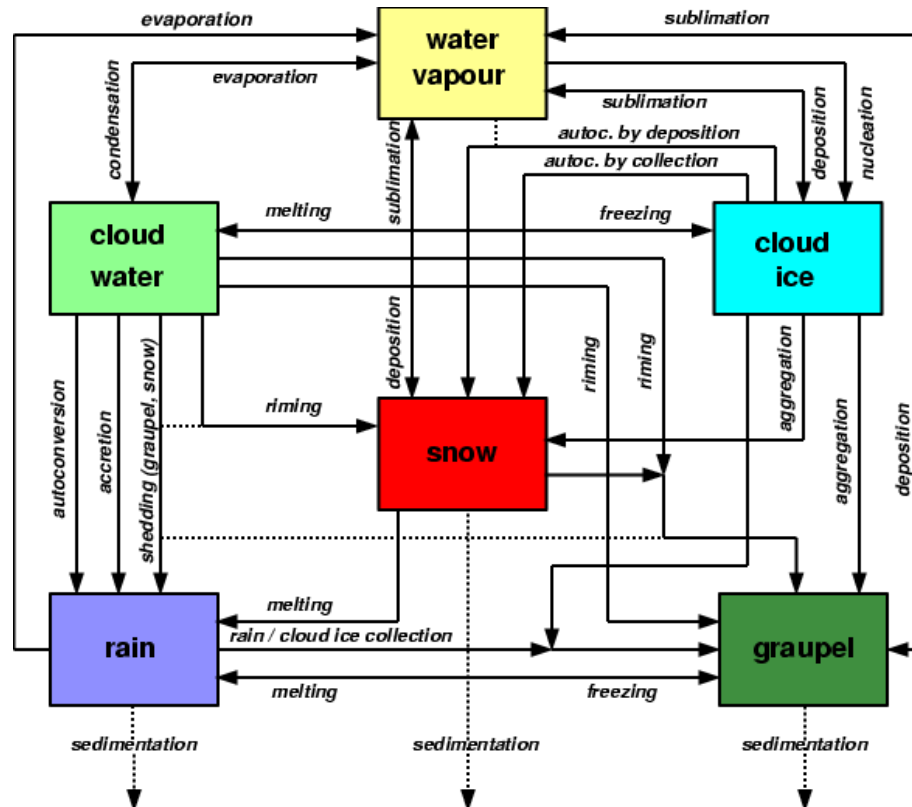 evaporation
sublimation
water
vapour
evaporation
sublimation
condensation
sublimation
autoc. by deposition
autoc. by collection
deposition
nucleation
cloud
water
melting
freezing
cloud
ice
deposition
riming
riming
aggregation
aggregation
deposition
riming
snow
autoconversion
accretion
shedding (graupel, snow)
melting
rain / cloud ice collection
rain
graupel
melting
freezing
sedimentation
sedimentation
sedimentation